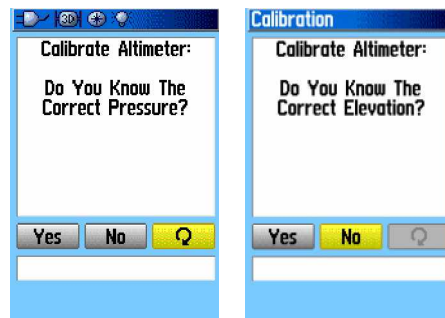 3D
Calibrate Altimeter:
Do You Know The
Correct Pressure?
Yes No
Calibration
Calibrate Altimeter:
Do You Know The
Correct Elevation?
Yes No